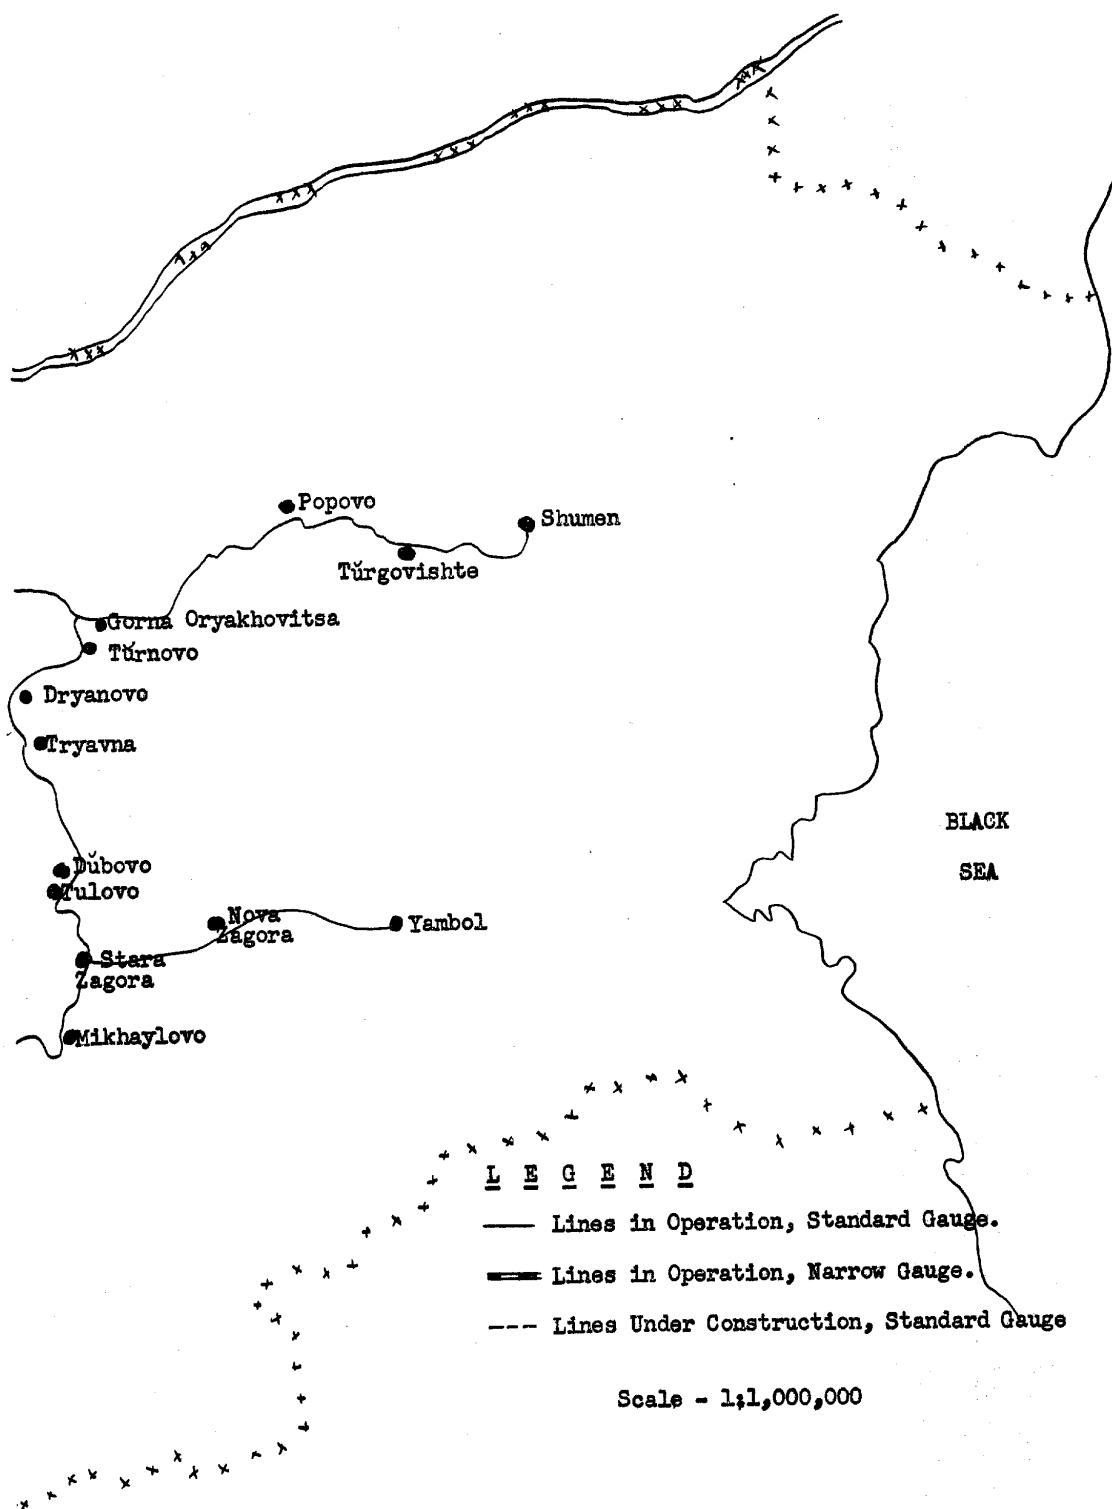 Popovo
Shumen
Tŭrgovishte
Gorna Oryakhovitsa
Tŭrnovo
Dryanovo
Tryavna
BLACK
SEA
Dŭbovo
Tulovo
Nova
Zagora
Yambol
Stara
Zagora
Mikhaylovo
LEGEND
Lines in Operation, Standard Gauge.
Lines in Operation, Narrow Gauge.
Lines Under Construction, Standard Gauge
Scale - 1:1,000,000